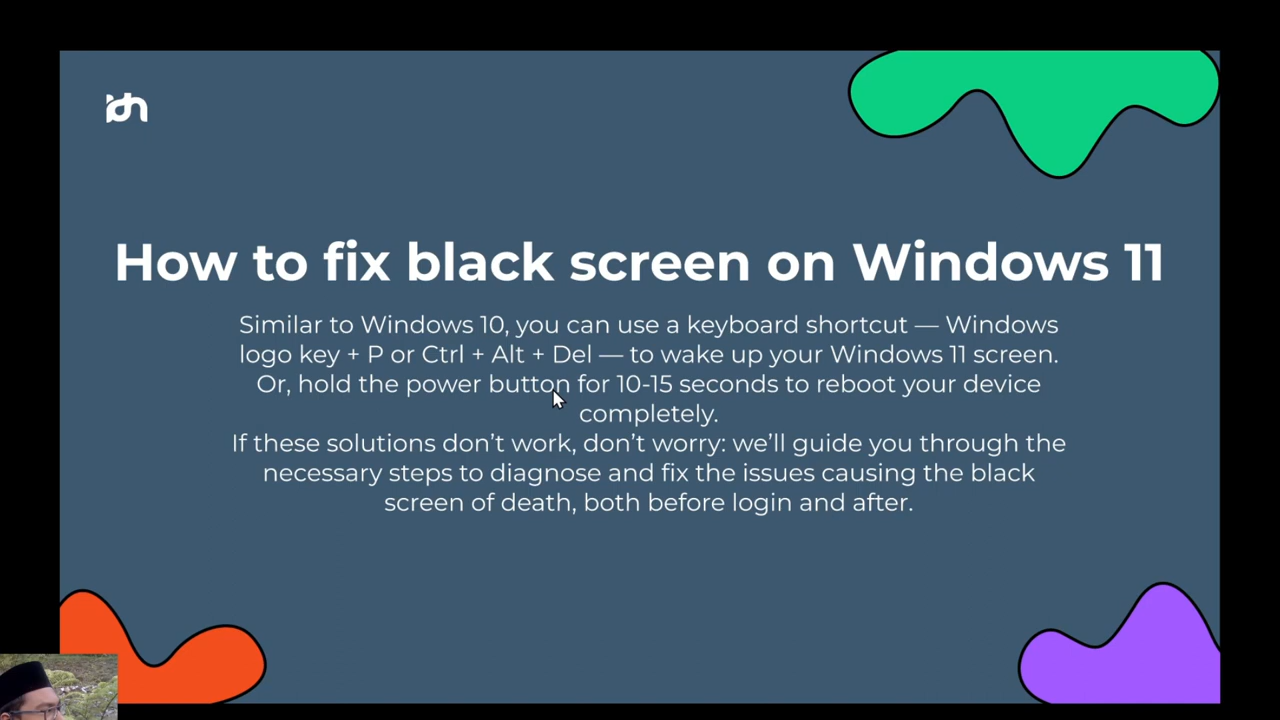 How to fix black screen on Windows 11
Similar to Windows 10, you can use a keyboard shortcut — Windows
logo key + P or Ctrl + Alt + Del — to wake up your Windows 11 screen.
Or, hold the power button for 10-15 seconds to reboot your device
completely.
If these solutions don’t work, don’t worry: we’ll guide you through the
necessary steps to diagnose and fix the issues causing the black
screen of death, both before login and after.